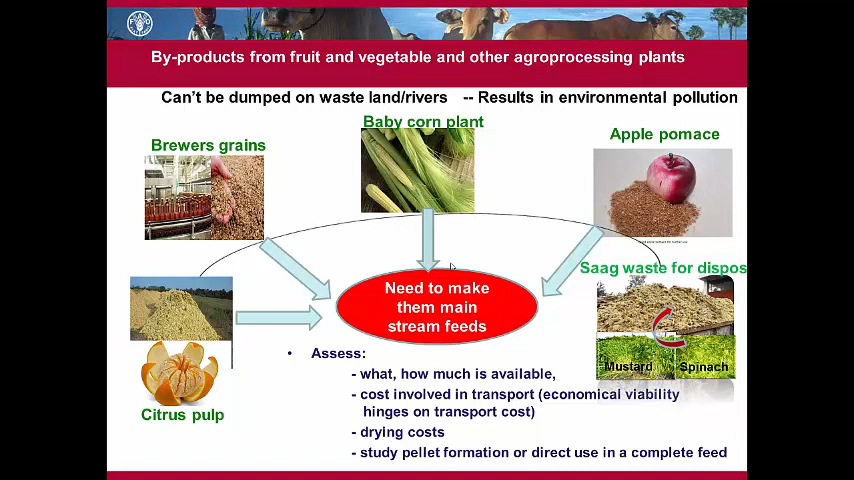 By-products from fruit and vegetable and other agroprocessing plants
Can't be dumped on waste land/rivers -- Results in environmental pollution
Baby corn plant
Brewers grains
Apple pomace
Saag waste for dispos
Need to make
them main
stream feeds
Mustard Spinach
Citrus pulp
• Assess:
- what, how much is available,
- cost involved in transport (economical viability
hinges on transport cost)
- drying costs
- study pellet formation or direct use in a complete feed